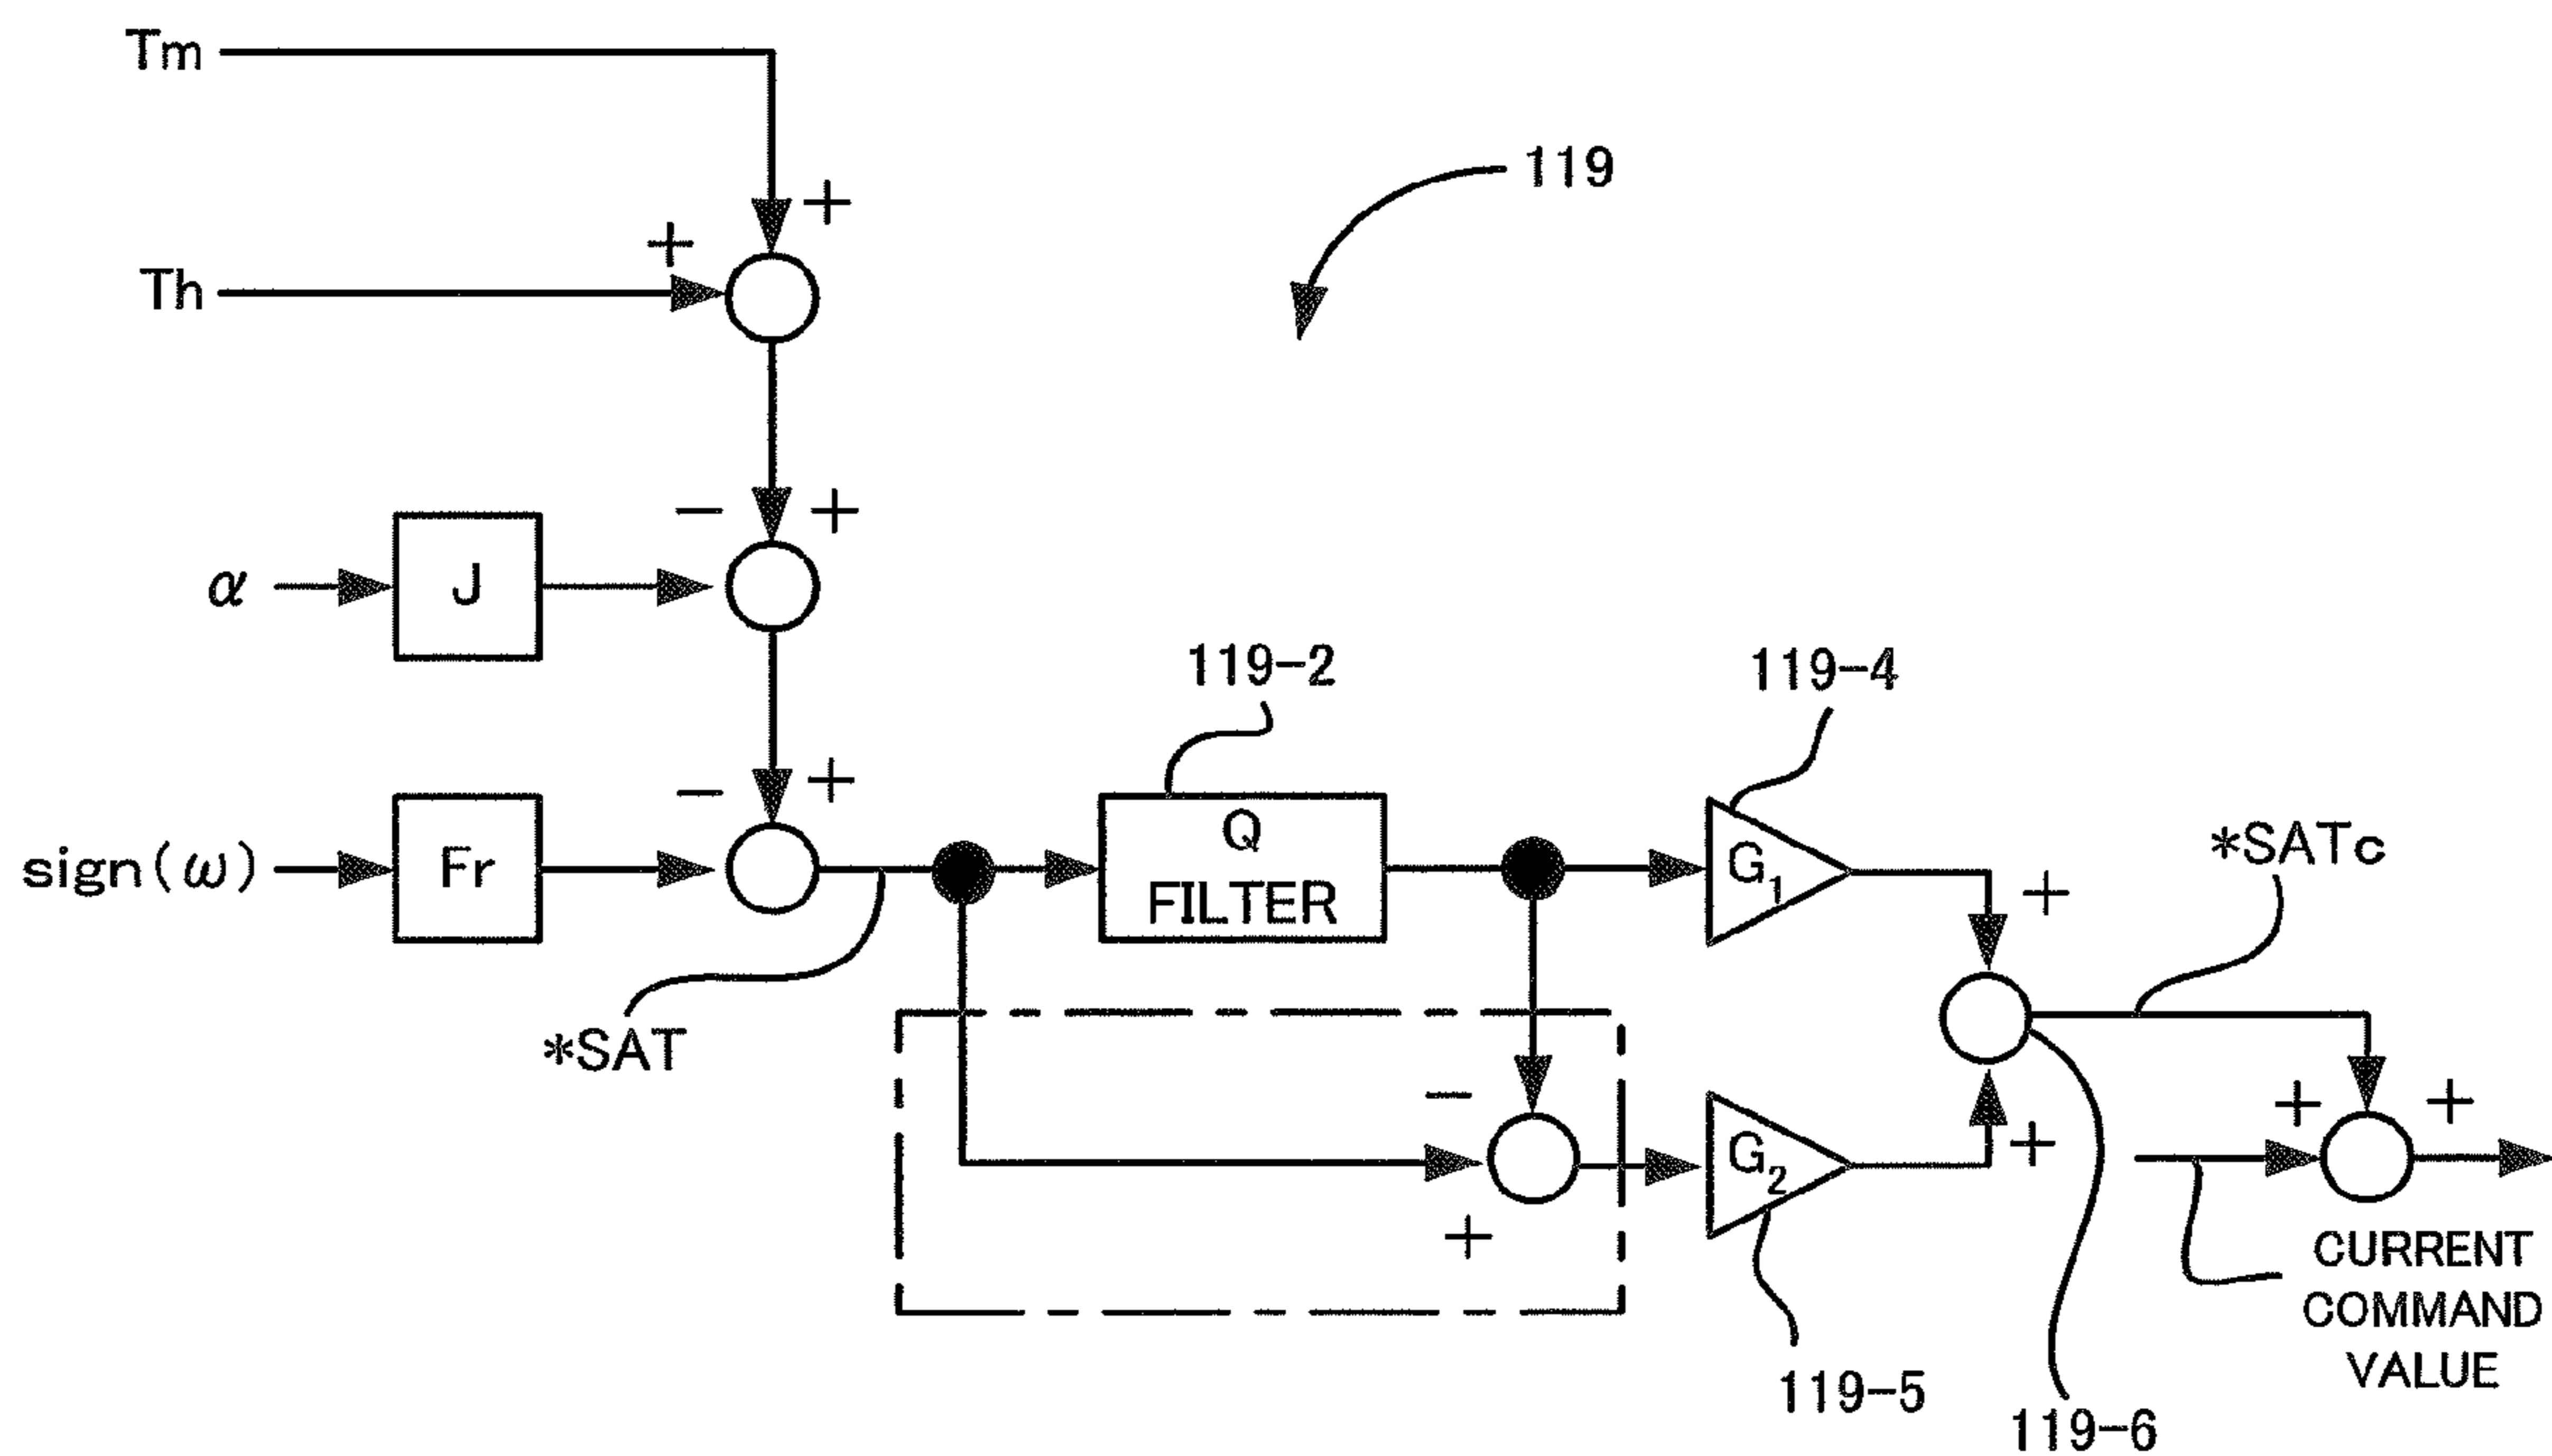 Tm
119
+
+
Th
−
+
α
J
119-2
119-4
−
+
sign(ω)
Fr
Q
FILTER
G1
*SATc
+
*SAT
−
+
+
G2
+
+
CURRENT
COMMAND
VALUE
119-5
119-6